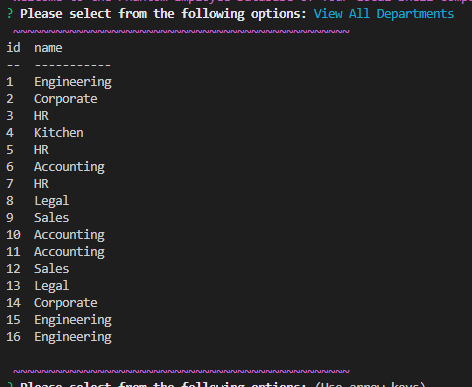 ? Please select from the following options: View All Departments
~~~~~~~~~~~~~~~~~~~~~~~~~~~~~~~~~~~~~~~~~~~~~~~~
id  name
--  -----------
1   Engineering
2   Corporate
3   HR
4   Kitchen
5   HR
6   Accounting
7   HR
8   Legal
9   Sales
10  Accounting
11  Accounting
12  Sales
13  Legal
14  Corporate
15  Engineering
16  Engineering
~~~~~~~~~~~~~~~~~~~~~~~~~~~~~~~~~~~~~~~~~~~~~~~~
? Please select from the following options: (Use arrow keys)